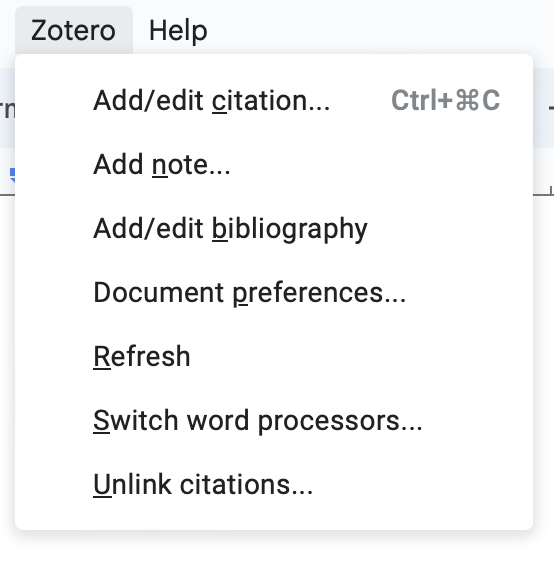 Zotero Help
Add/edit citation... Ctrl+⌘C
Add note...
Add/edit bibliography
Document preferences...
Refresh
Switch word processors...
Unlink citations...